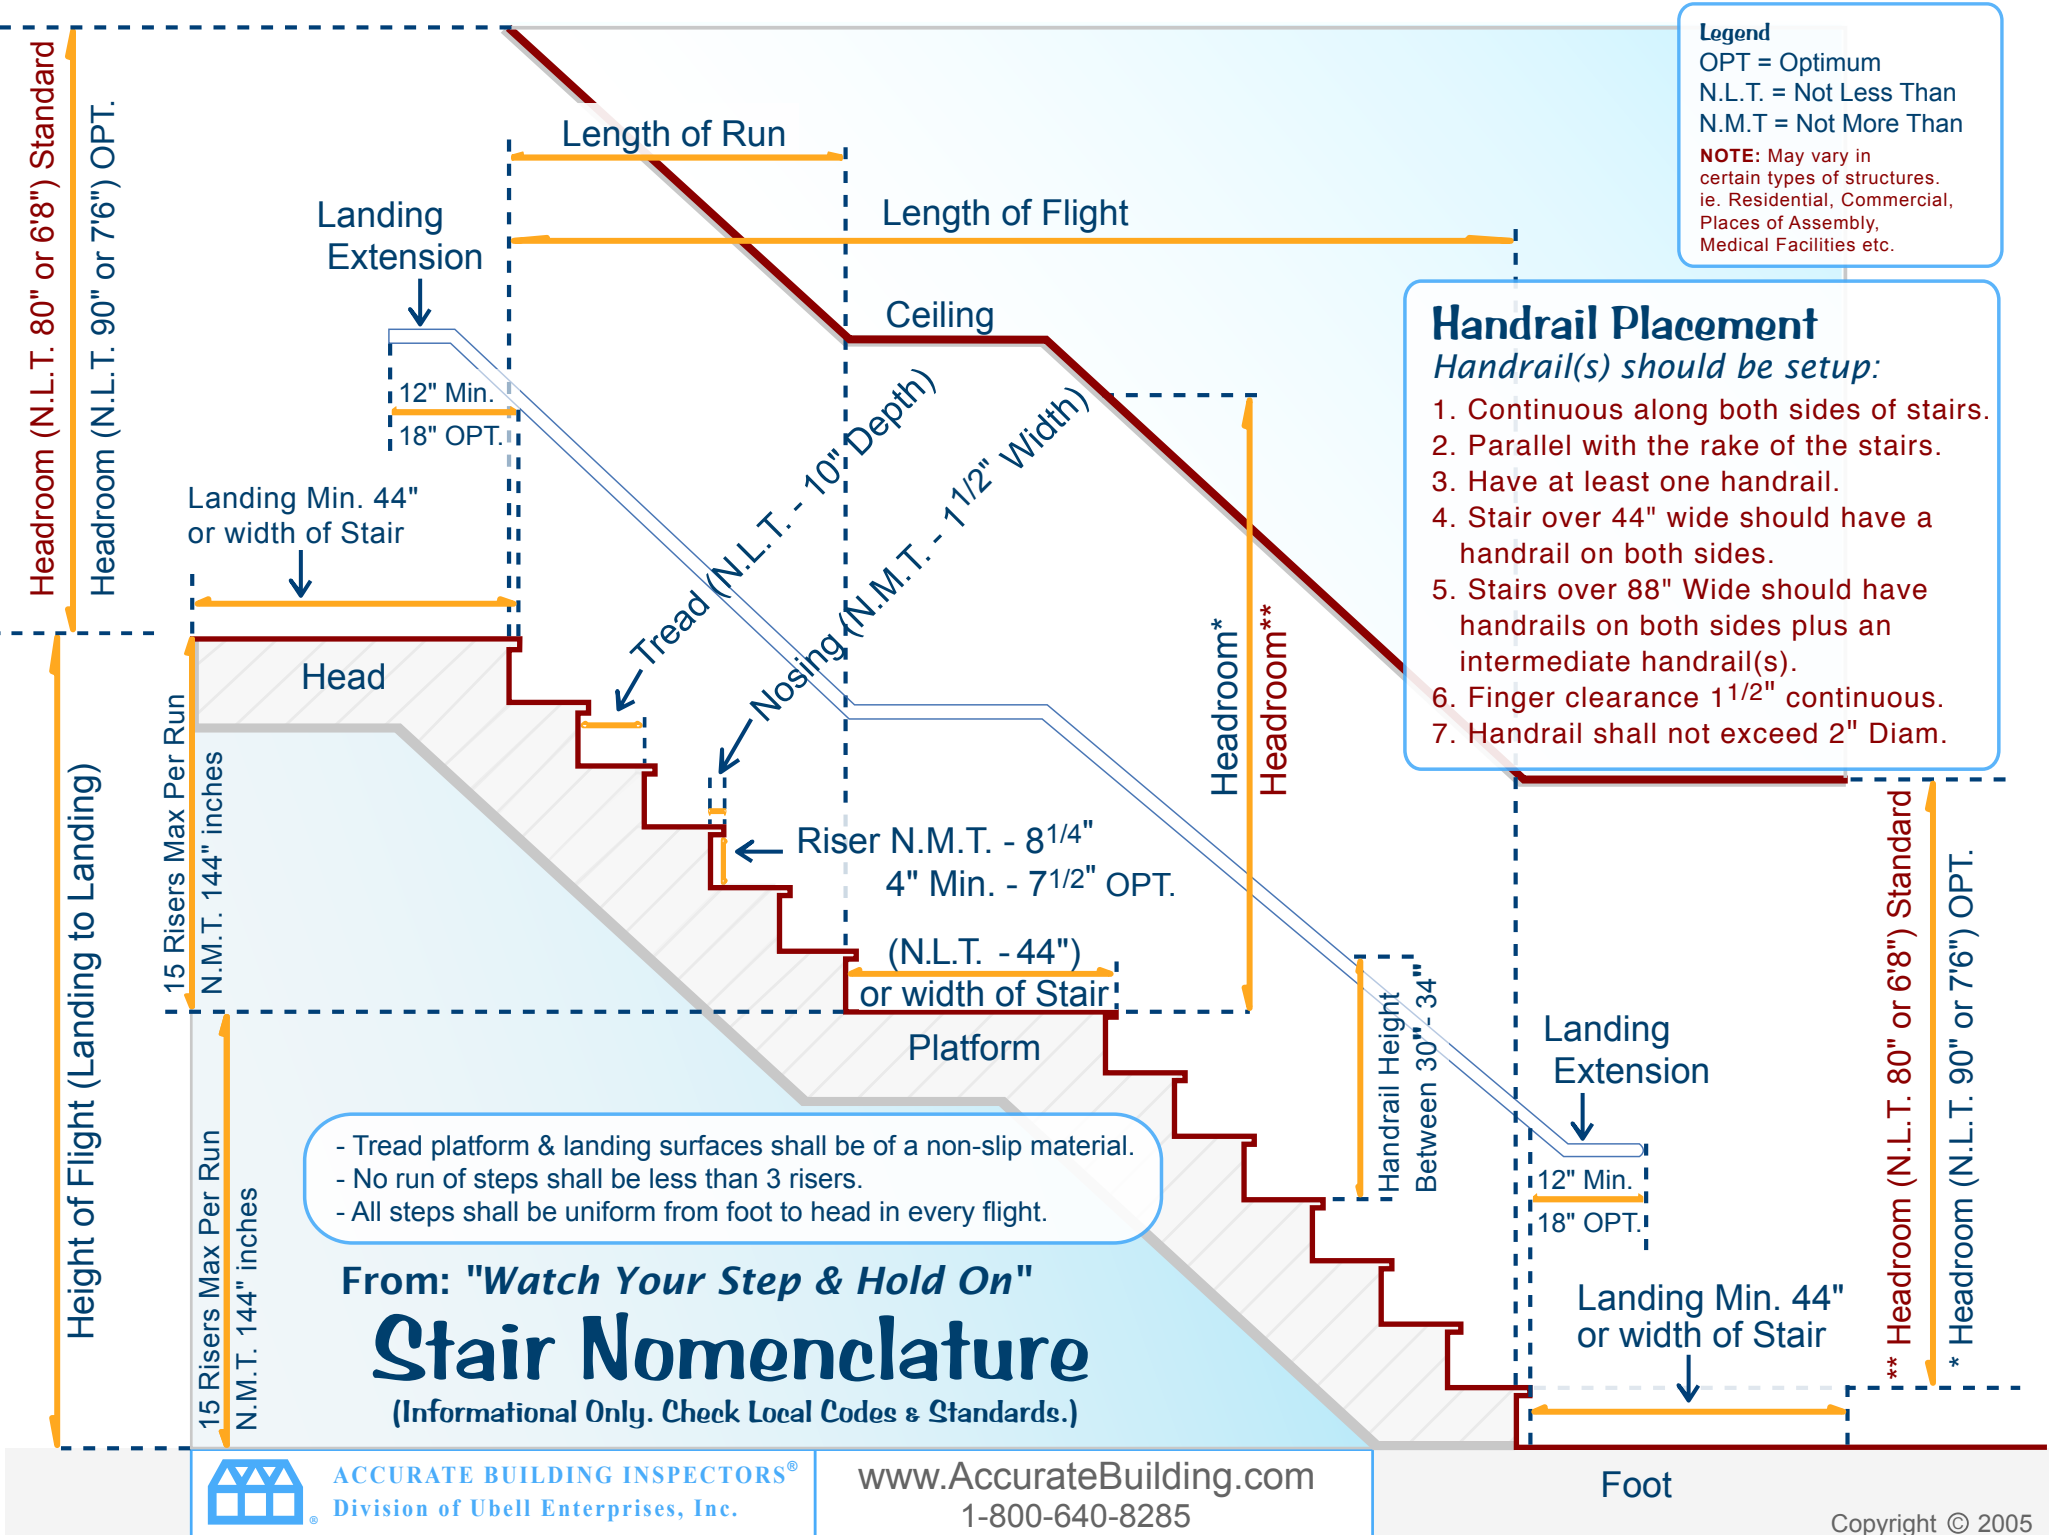 Legend
OPT = Optimum
N.L.T. = Not Less Than
N.M.T = Not More Than
NOTE: May vary in
certain types of structures.
ie. Residential, Commercial,
Places of Assembly,
Medical Facilities etc.
Headroom (N.L.T. 80" or 6'8") Standard
Headroom (N.L.T. 90" or 7'6") OPT.
Length of Run
Length of Flight
Landing
Extension
12" Min.
18" OPT.
Ceiling
Landing Min. 44"
or width of Stair
Tread (N.L.T. - 10" Depth)
Nosing (N.M.T. - 1 1/2" Width)
Handrail Placement
Handrail(s) should be setup:
1. Continuous along both sides of stairs.
2. Parallel with the rake of the stairs.
3. Have at least one handrail.
4. Stair over 44" wide should have a
handrail on both sides.
5. Stairs over 88" Wide should have
handrails on both sides plus an
intermediate handrail(s).
6. Finger clearance 1 1/2" continuous.
7. Handrail shall not exceed 2" Diam.
Head
Headroom*
Headroom**
15 Risers Max Per Run
N.M.T. 144" inches
Height of Flight (Landing to Landing)
Riser N.M.T. - 8 1/4"
4" Min. - 7 1/2" OPT.
(N.L.T. - 44")
or width of Stair
Platform
Handrail Height
Between 30" - 34"
Landing
Extension
12" Min.
18" OPT.
** Headroom (N.L.T. 80" or 6'8") Standard
* Headroom (N.L.T. 90" or 7'6") OPT.
15 Risers Max Per Run
N.M.T. 144" inches
- Tread platform & landing surfaces shall be of a non-slip material.
- No run of steps shall be less than 3 risers.
- All steps shall be uniform from foot to head in every flight.
Landing Min. 44"
or width of Stair
From: "Watch Your Step & Hold On"
Stair Nomenclature
(Informational Only. Check Local Codes & Standards.)
ACCURATE BUILDING INSPECTORS®
Division of Ubell Enterprises, Inc.
®
www.AccurateBuilding.com
1-800-640-8285
Foot
Copyright © 2005